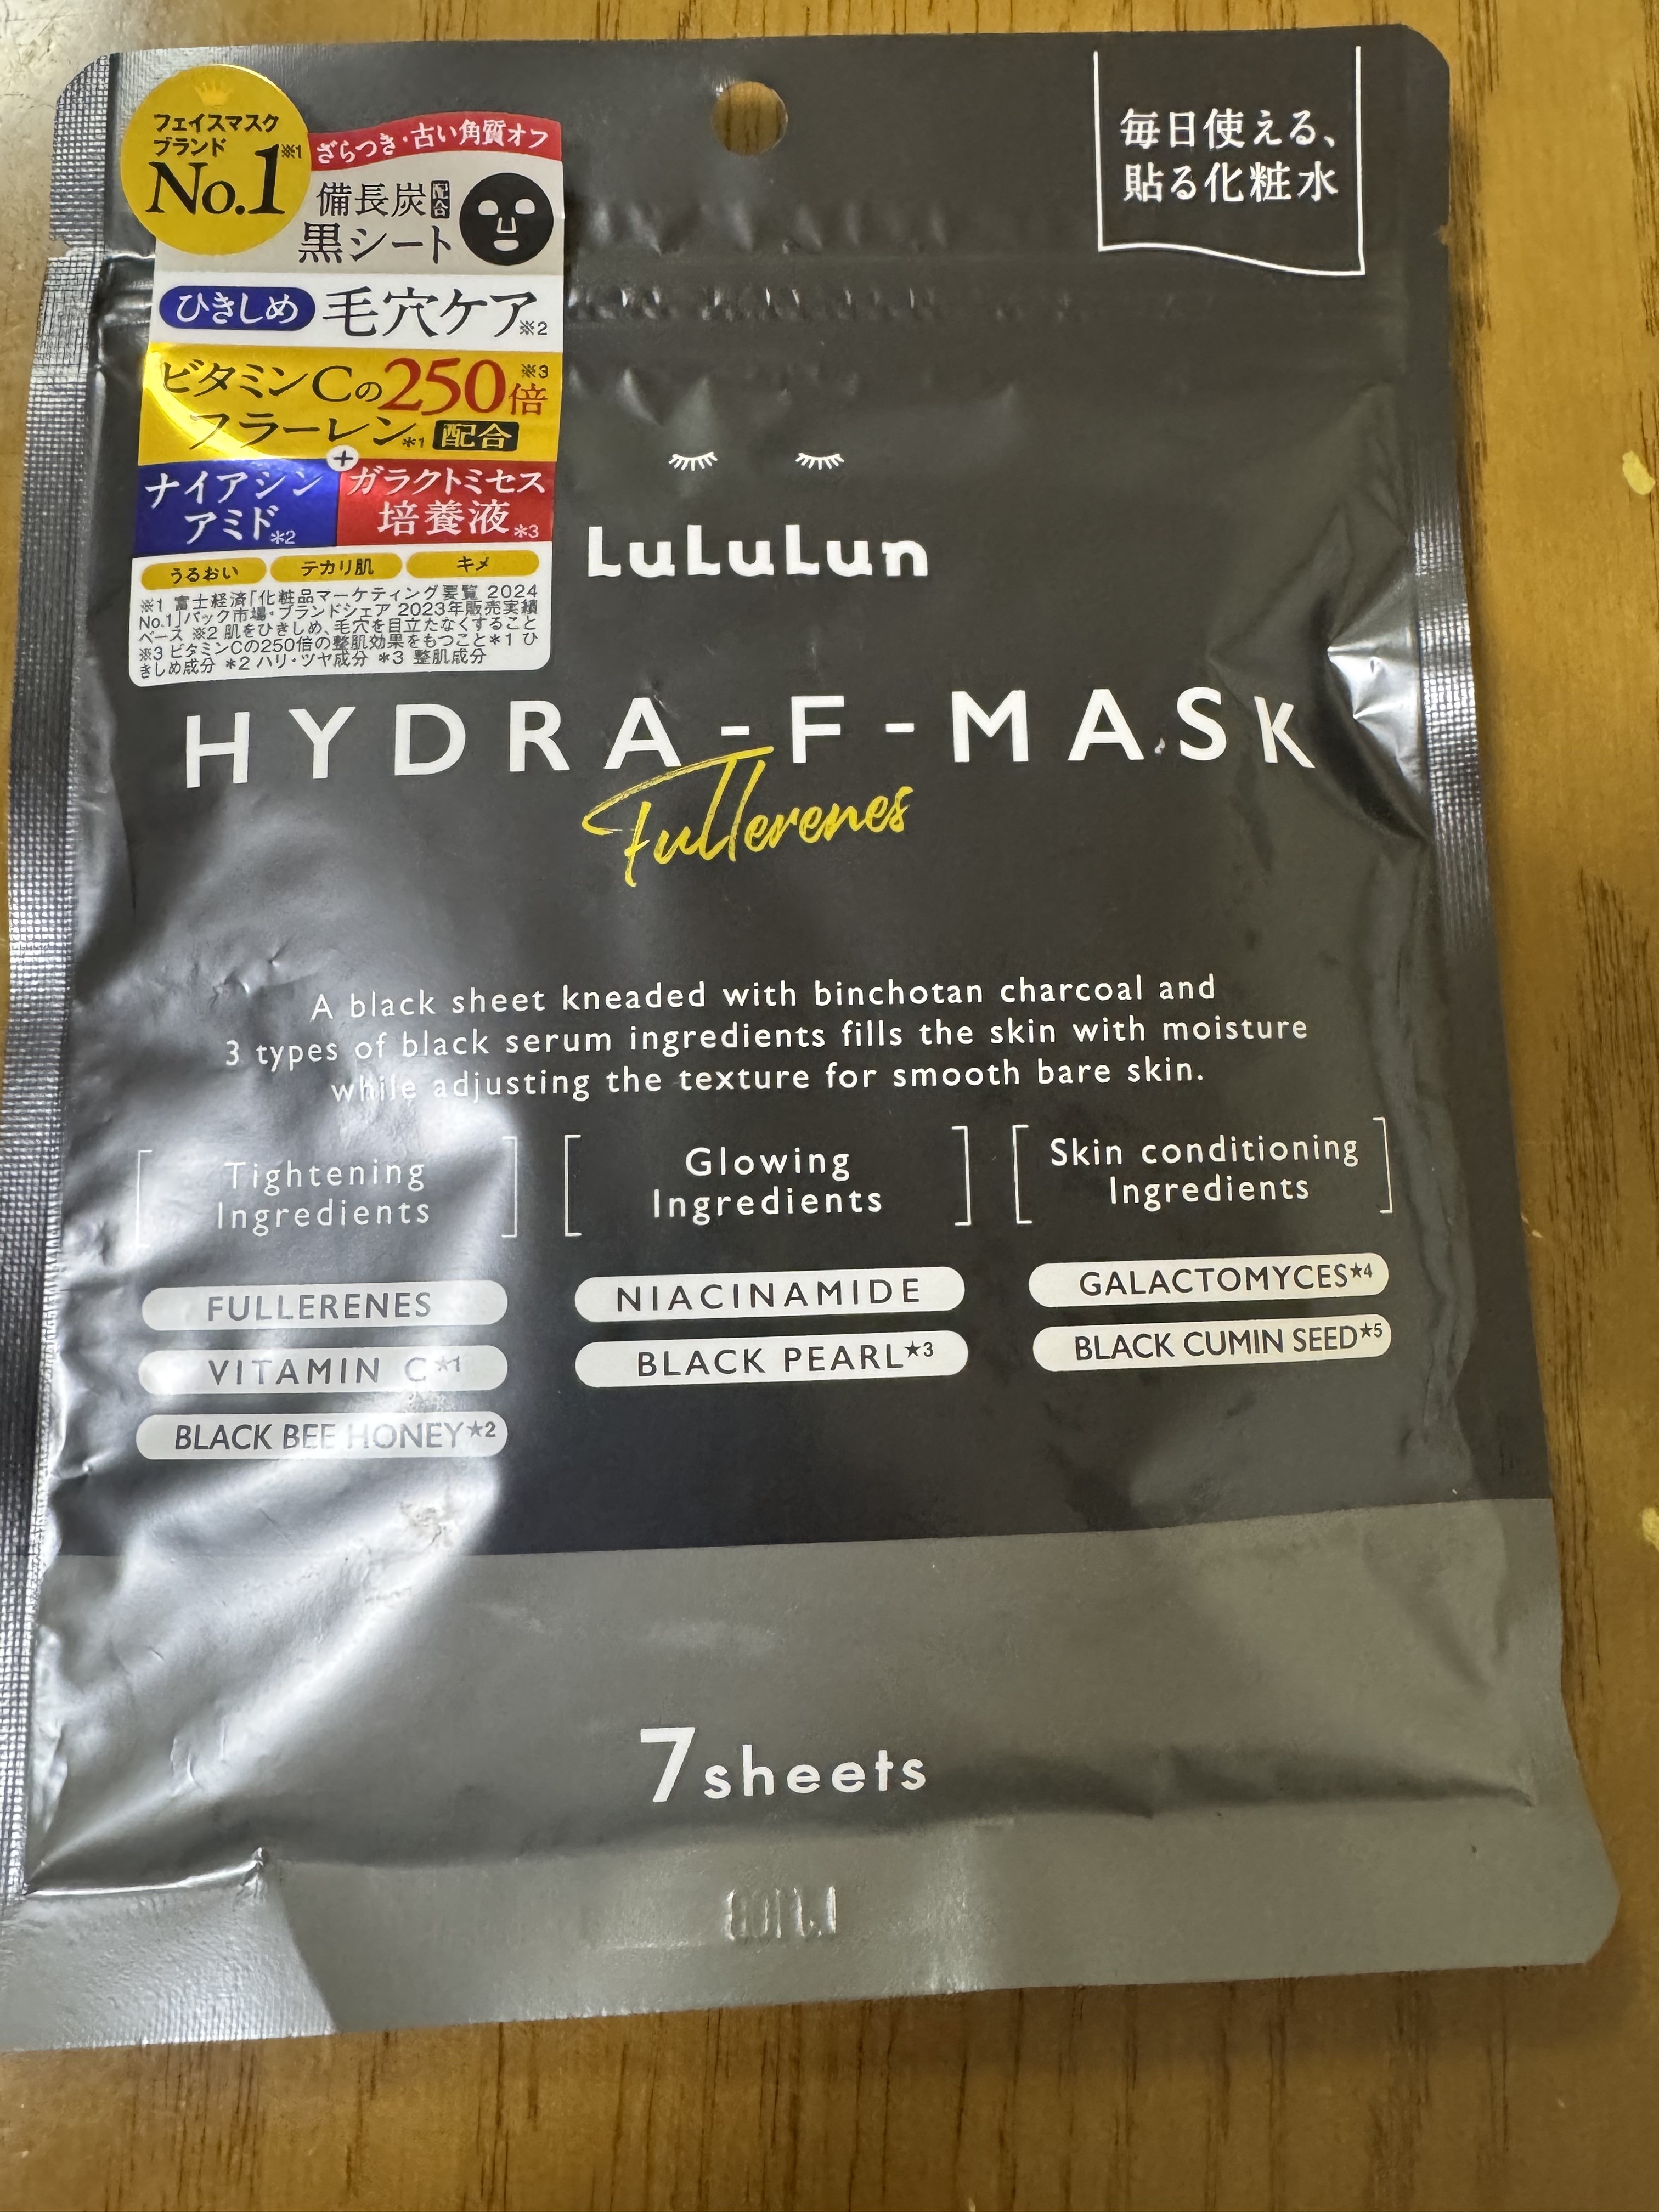 フェイスマスク
ブランド
No.1※1
ざらつき・古い角質オフ
備長炭配合
黒シート
ひきしめ 毛穴ケア※2
ビタミンCの250倍※3
フラーレン*1 配合
+
ナイアシン
アミド*2
ガラクトミセス
培養液*3
うるおい テカリ肌 キメ
※1 富士経済「化粧品マーケティング要覧 2024
No.1」パック市場・ブランドシェア 2023年販売実績
ベース ※2 肌をひきしめ、毛穴を目立たなくすること
※3 ビタミンCの250倍の整肌効果をもつこと*1 ひ
きしめ成分 *2 ハリ・ツヤ成分 *3 整肌成分
毎日使える、
貼る化粧水
LuLuLun
HYDRA-F-MASK
Fullerenes
A black sheet kneaded with binchotan charcoal and
3 types of black serum ingredients fills the skin with moisture
while adjusting the texture for smooth bare skin.
Tightening
Ingredients
FULLERENES
VITAMIN C★1
BLACK BEE HONEY★2
Glowing
Ingredients
NIACINAMIDE
BLACK PEARL★3
Skin conditioning
Ingredients
GALACTOMYCES★4
BLACK CUMIN SEED★5
7sheets